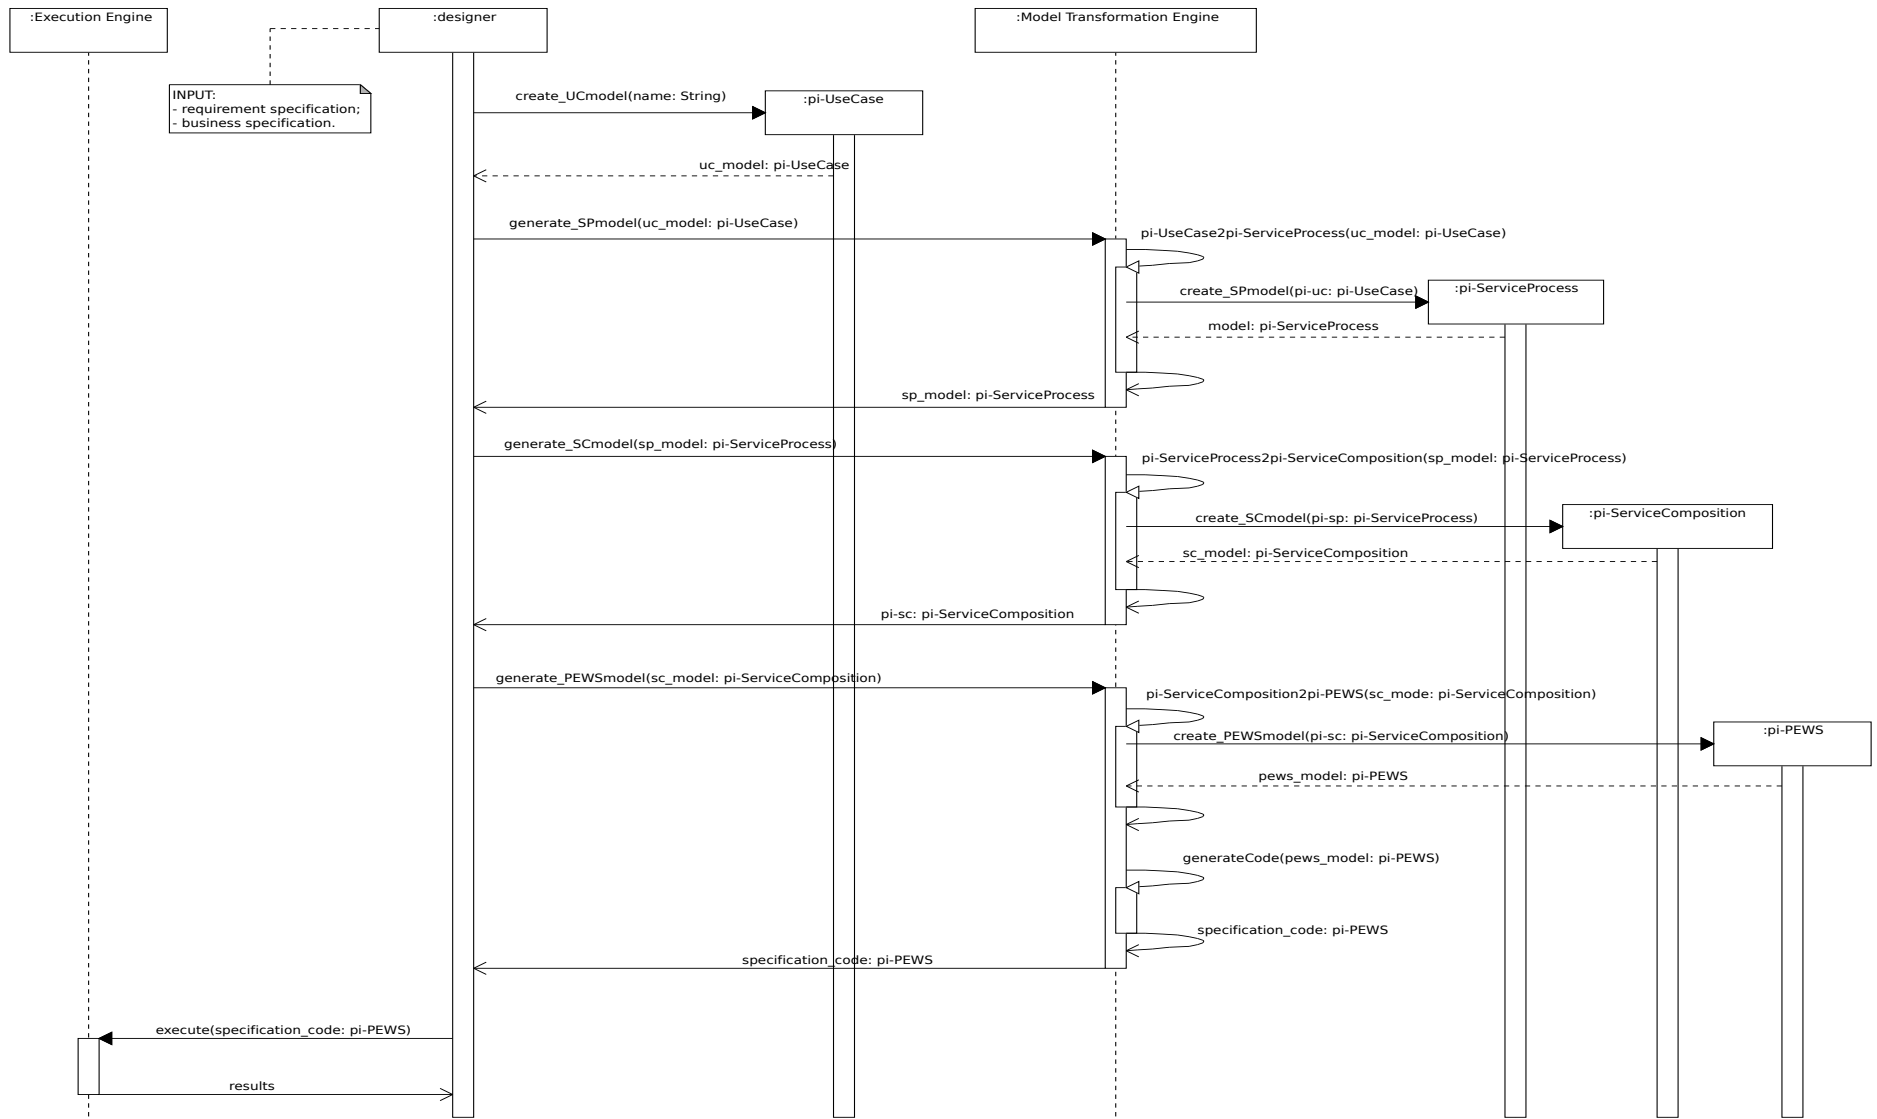 :Execution Engine
:designer
:Model Transformation Engine
INPUT:
- requirement specification;
- business specification.
create_UCmodel(name: String)
:pi-UseCase
uc_model: pi-UseCase
generate_SPmodel(uc_model: pi-UseCase)
pi-UseCase2pi-ServiceProcess(uc_model: pi-UseCase)
create_SPmodel(pi-uc: pi-UseCase)
:pi-ServiceProcess
model: pi-ServiceProcess
sp_model: pi-ServiceProcess
generate_SCmodel(sp_model: pi-ServiceProcess)
pi-ServiceProcess2pi-ServiceComposition(sp_model: pi-ServiceProcess)
create_SCmodel(pi-sp: pi-ServiceProcess)
:pi-ServiceComposition
sc_model: pi-ServiceComposition
pi-sc: pi-ServiceComposition
generate_PEWSmodel(sc_model: pi-ServiceComposition)
pi-ServiceComposition2pi-PEWS(sc_mode: pi-ServiceComposition)
create_PEWSmodel(pi-sc: pi-ServiceComposition)
:pi-PEWS
pews_model: pi-PEWS
generateCode(pews_model: pi-PEWS)
specification_code: pi-PEWS
specification_code: pi-PEWS
execute(specification_code: pi-PEWS)
results